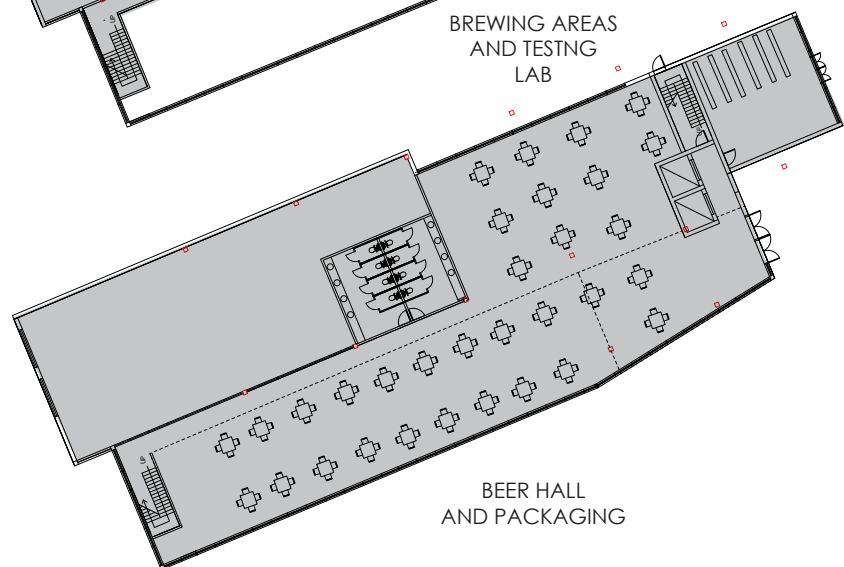 BREWING AREAS
AND TESTNG
LAB
BEER HALL
AND PACKAGING